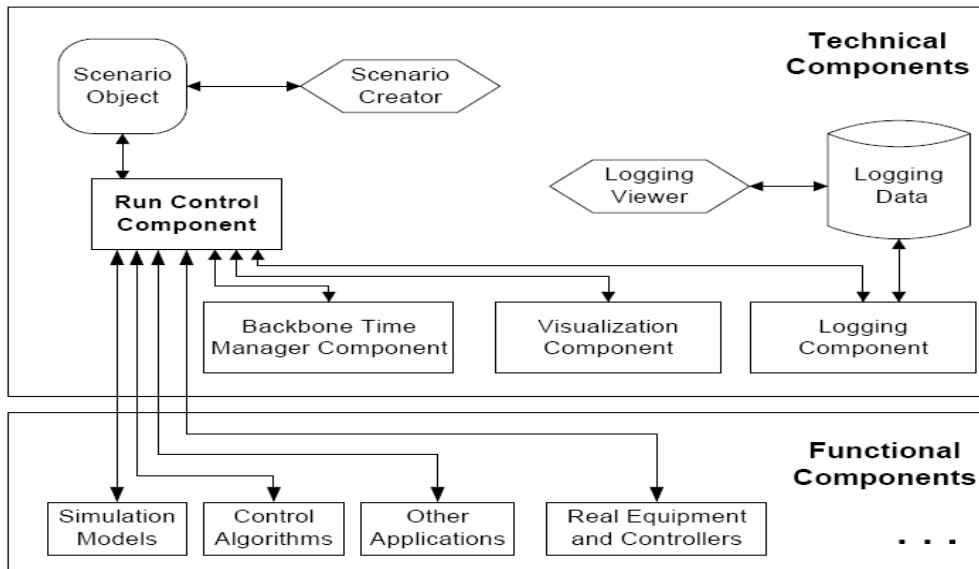 Technical
Components
Scenario
Object
Scenario
Creator
Logging
Viewer
Logging
Data
Run Control
Component
Backbone Time
Manager Component
Visualization
Component
Logging
Component
Functional
Components
Simulation
Models
Control
Algorithms
Other
Applications
Real Equipment
and Controllers
. . .